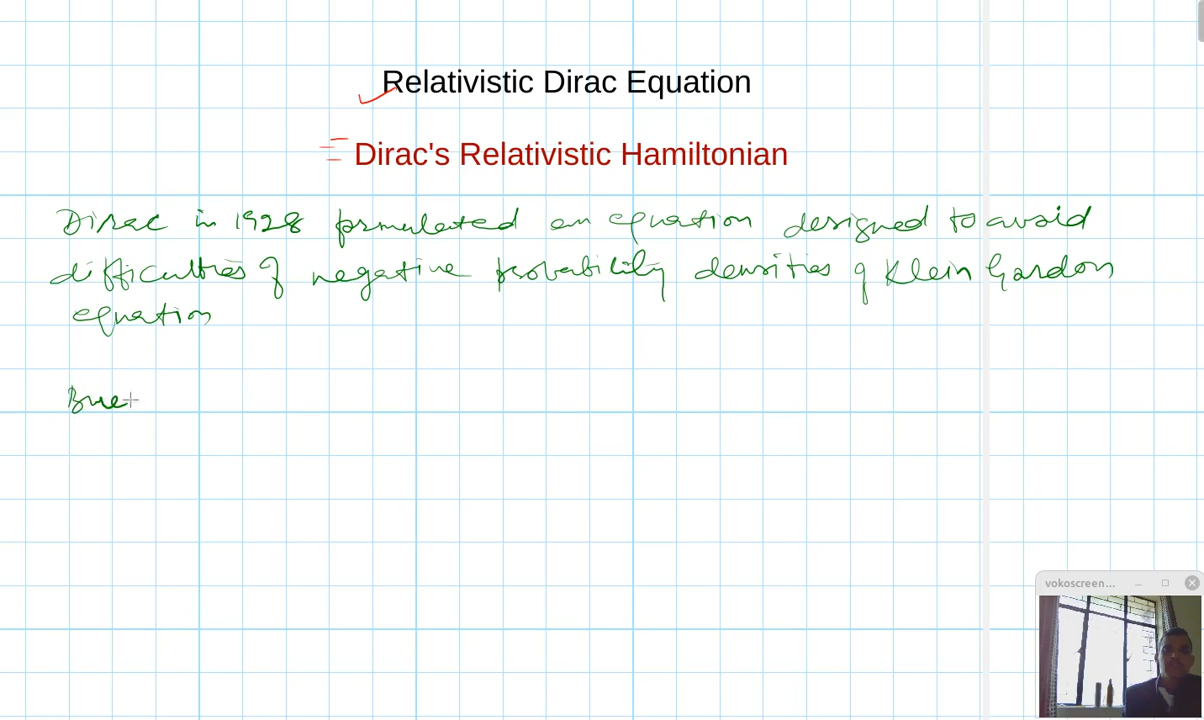 Relativistic Dirac Equation
Dirac's Relativistic Hamiltonian
Dirac in 1928 formulated an equation designed to avoid
difficulties of negative probability densities of Klein Gordon
equation
vokoscreen...